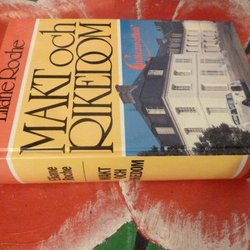 Eliane Roche
MAKT och
RIKEDOM
Eliane
Roche
MAKT
OCH
RIKEDOM